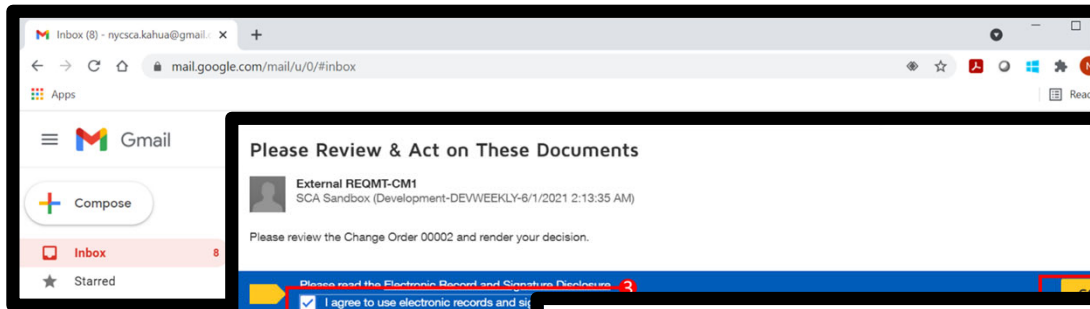 Inbox (8) - nycsca.kahua@gmail.
mail.google.com/mail/u/0/#inbox
Apps
Read
Gmail
Compose
Inbox 8
Starred
Please Review & Act on These Documents
External REQMT-CM1
SCA Sandbox (Development-DEVWEEKLY-6/1/2021 2:13:35 AM)
Please review the Change Order 00002 and render your decision.
Please read the Electronic Record and Signature Disclosure. 3
I agree to use electronic records and